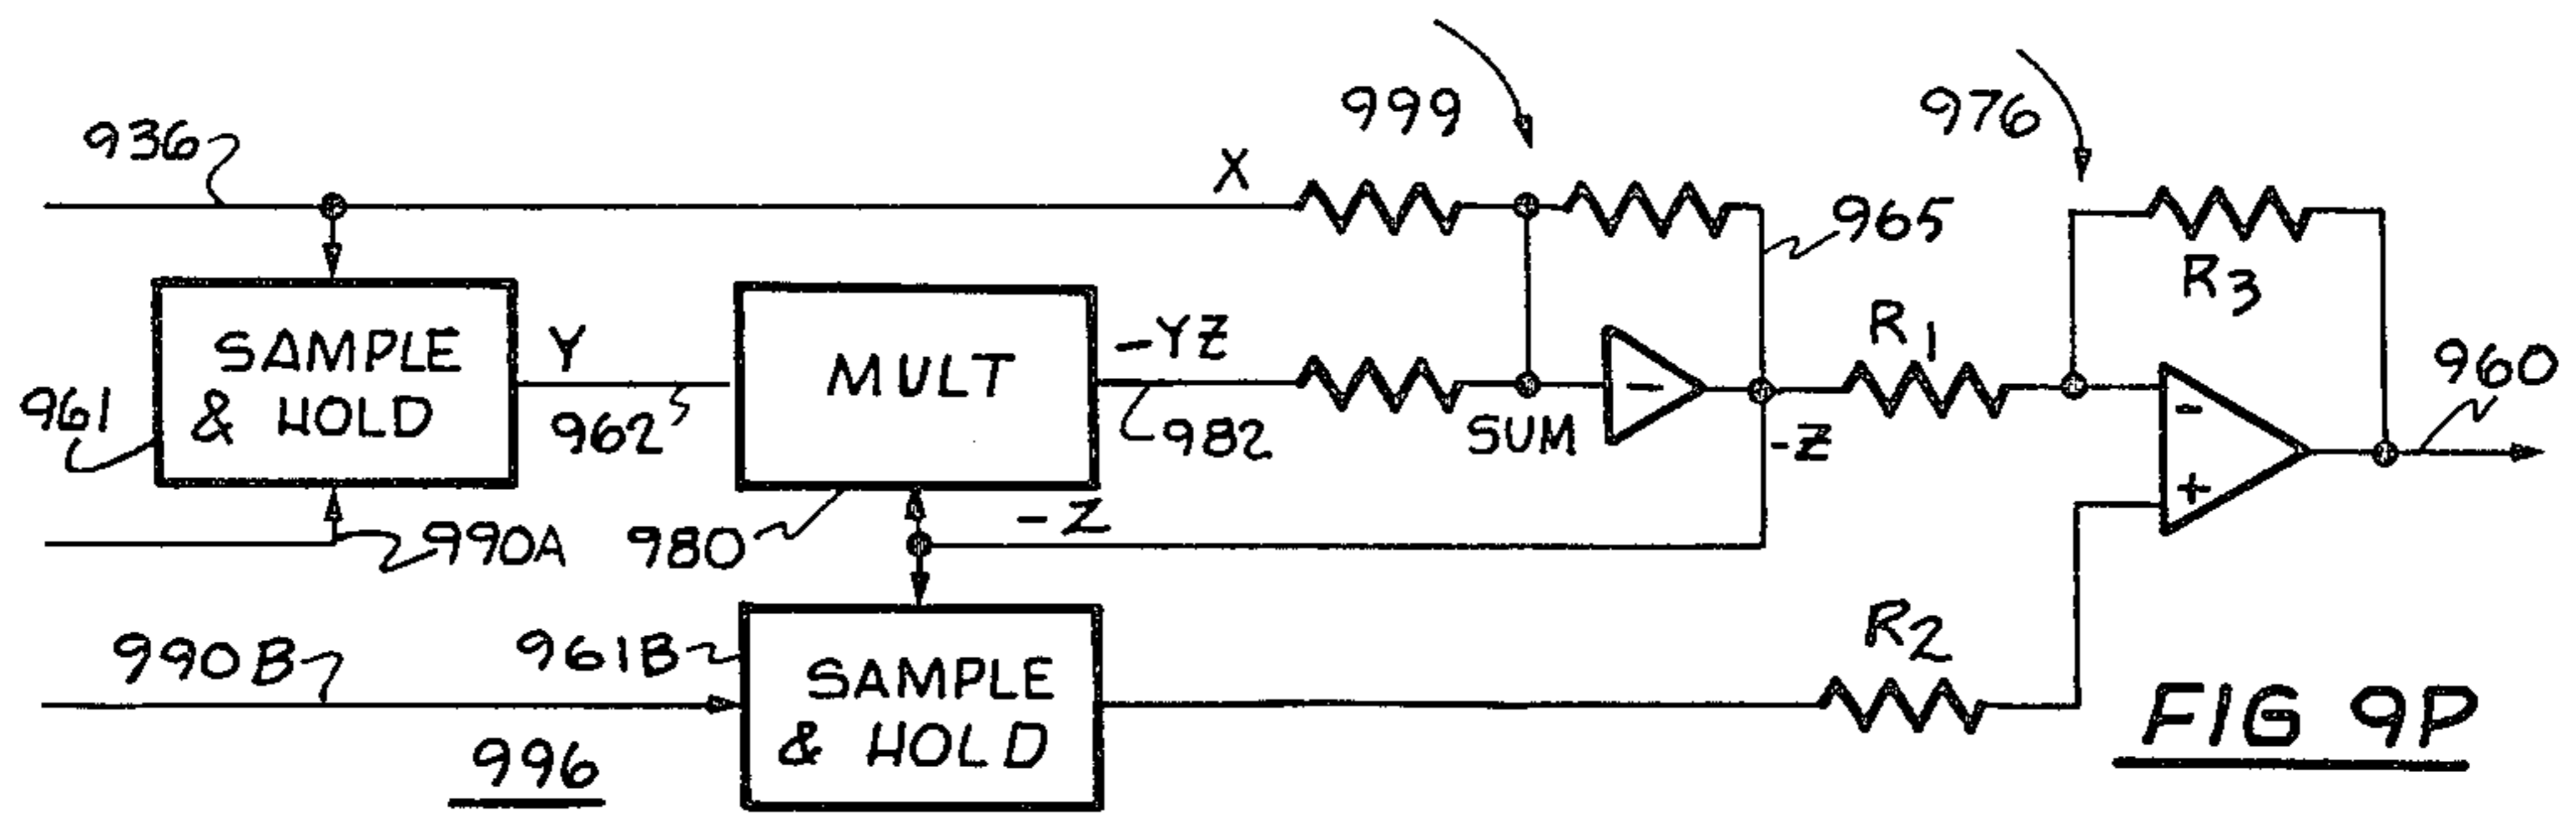 936
X
999
976
965
R3
R1
960
SAMPLE
& HOLD
961
Y
962
MULT
-YZ
982
SUM
-
-Z
-
+
990A
980
-Z
990B
961B
SAMPLE
& HOLD
R2
996
FIG 9P